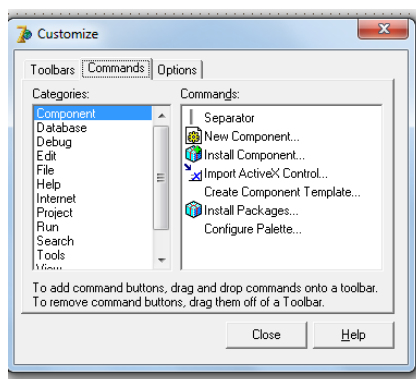 Customize
Toolbars Commands Options
Categories:
Component
Database
Debug
Edit
File
Help
Internet
Project
Run
Search
Tools
View
Commands:
Separator
New Component...
Install Component...
Import ActiveX Control...
Create Component Template...
Install Packages...
Configure Palette...
To add command buttons, drag and drop commands onto a toolbar.
To remove command buttons, drag them off of a Toolbar.
Close Help